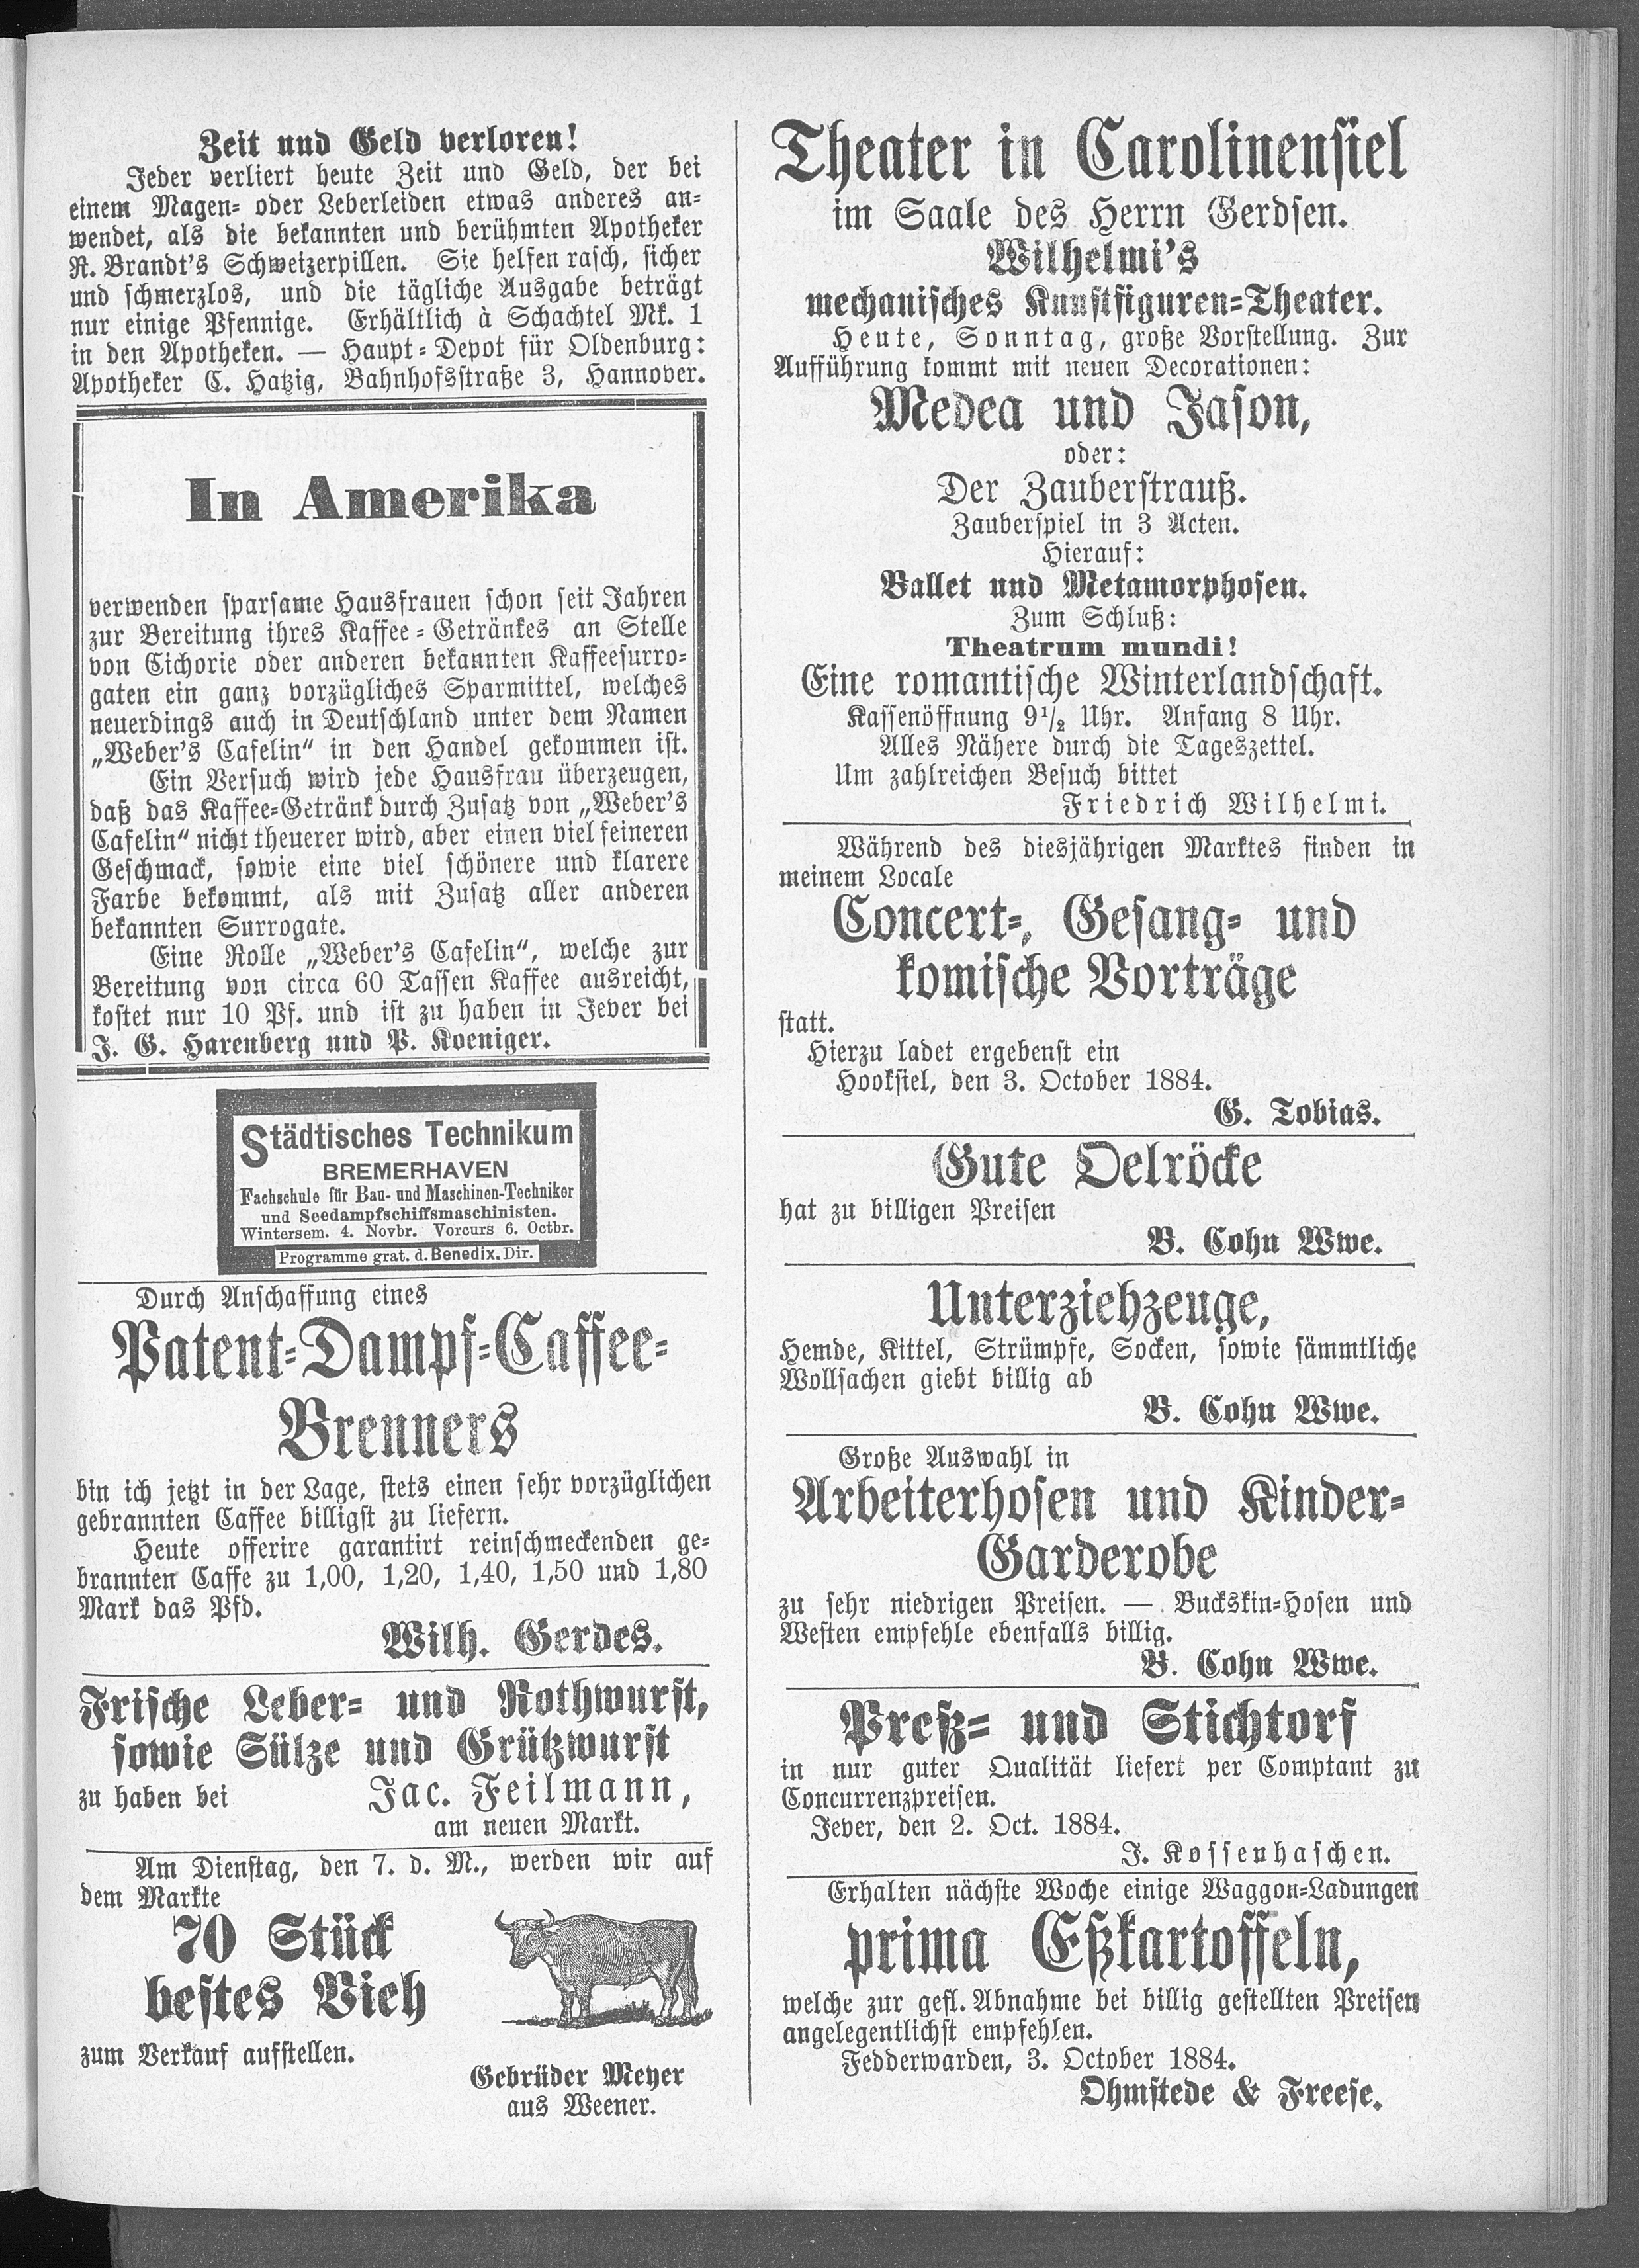 Zeit und Geld verloren!
Jeder verliert heute Zeit und Geld, der bei
einem Magen- oder Leberleiden etwas anderes an-
wendet, als die bekannten und berühmten Apotheker
R. Brandt's Schweizerpillen. Sie helfen rasch, sicher
und schmerzlos, und die tägliche Ausgabe beträgt
nur einige Pfennige. Erhältlich à Schachtel Mk. 1
in den Apotheken. — Haupt-Depot für Oldenburg:
Apotheker C. Hatzig, Bahnhofsstraße 3, Hannover.
In Amerika
verwenden sparsame Hausfrauen schon seit Jahren
zur Bereitung ihres Kaffee-Getränkes an Stelle
von Cichorie oder anderen bekannten Kaffeesurro-
gaten ein ganz vorzügliches Sparmittel, welches
neuerdings auch in Deutschland unter dem Namen
„Weber's Cafelin" in den Handel gekommen ist.
Ein Versuch wird jede Hausfrau überzeugen,
daß das Kaffee-Getränk durch Zusatz von „Weber's
Cafelin" nicht theuerer wird, aber einen viel feineren
Geschmack, sowie eine viel schönere und klarere
Farbe bekommt, als mit Zusatz aller anderen
bekannten Surrogate.
Eine Rolle „Weber's Cafelin", welche zur
Bereitung von circa 60 Tassen Kaffee ausreicht,
kostet nur 10 Pf. und ist zu haben in Jever bei
J. G. Harenberg und P. Koeniger.
Städtisches Technikum
BREMERHAVEN
Fachschule für Bau- und Maschinen-Techniker
und Seedampfschiffsmaschinisten.
Wintersem. 4. Novbr. Vorcurs 6. Octbr.
Programme grat. d. Benedix, Dir.
Durch Anschaffung eines
Patent-Dampf-Caffee-
Brenners
bin ich jetzt in der Lage, stets einen sehr vorzüglichen
gebrannten Caffee billigst zu liefern.
Heute offerire garantirt reinschmeckenden ge-
brannten Caffe zu 1,00, 1,20, 1,40, 1,50 und 1,80
Mark das Pfd.
Wilh. Gerdes.
Frische Leber- und Rothwurst,
sowie Sülze und Grützwurst
zu haben bei Jac. Feilmann,
am neuen Markt.
Am Dienstag, den 7. d. M., werden wir auf
dem Markte
70 Stück
bestes Vieh
zum Verkauf aufstellen.
Gebrüder Meyer
aus Weener.
Theater in Carolinensiel
im Saale des Herrn Gerdsen.
Wilhelmi's
mechanisches Kunstfiguren-Theater.
Heute, Sonntag, große Vorstellung. Zur
Aufführung kommt mit neuen Decorationen:
Medea und Jason,
oder:
Der Zauberstrauß.
Zauberspiel in 3 Acten.
Hierauf:
Ballet und Metamorphosen.
Zum Schluß:
Theatrum mundi!
Eine romantische Winterlandschaft.
Kassenöffnung 9½ Uhr. Anfang 8 Uhr.
Alles Nähere durch die Tageszettel.
Um zahlreichen Besuch bittet
Friedrich Wilhelmi.
Während des diesjährigen Marktes finden in
meinem Locale
Concert-, Gesang- und
komische Vorträge
statt.
Hierzu ladet ergebenst ein
Hooksiel, den 3. October 1884.
G. Tobias.
Gute Oelröcke
hat zu billigen Preisen
B. Cohn Wwe.
Unterziehzeuge,
Hemde, Kittel, Strümpfe, Socken, sowie sämmtliche
Wollsachen giebt billig ab
B. Cohn Wwe.
Große Auswahl in
Arbeiterhosen und Kinder-
Garderobe
zu sehr niedrigen Preisen. — Buckskin-Hosen und
Westen empfehle ebenfalls billig.
B. Cohn Wwe.
Preß- und Stichtorf
in nur guter Qualität liefert per Comptant zu
Concurrenzpreisen.
Jever, den 2. Oct. 1884.
J. Kossenhaschen.
Erhalten nächste Woche einige Waggon-Ladungen
prima Eßkartoffeln,
welche zur gefl. Abnahme bei billig gestellten Preisen
angelegentlichst empfehlen.
Fedderwarden, 3. October 1884.
Ohmstede & Freese.